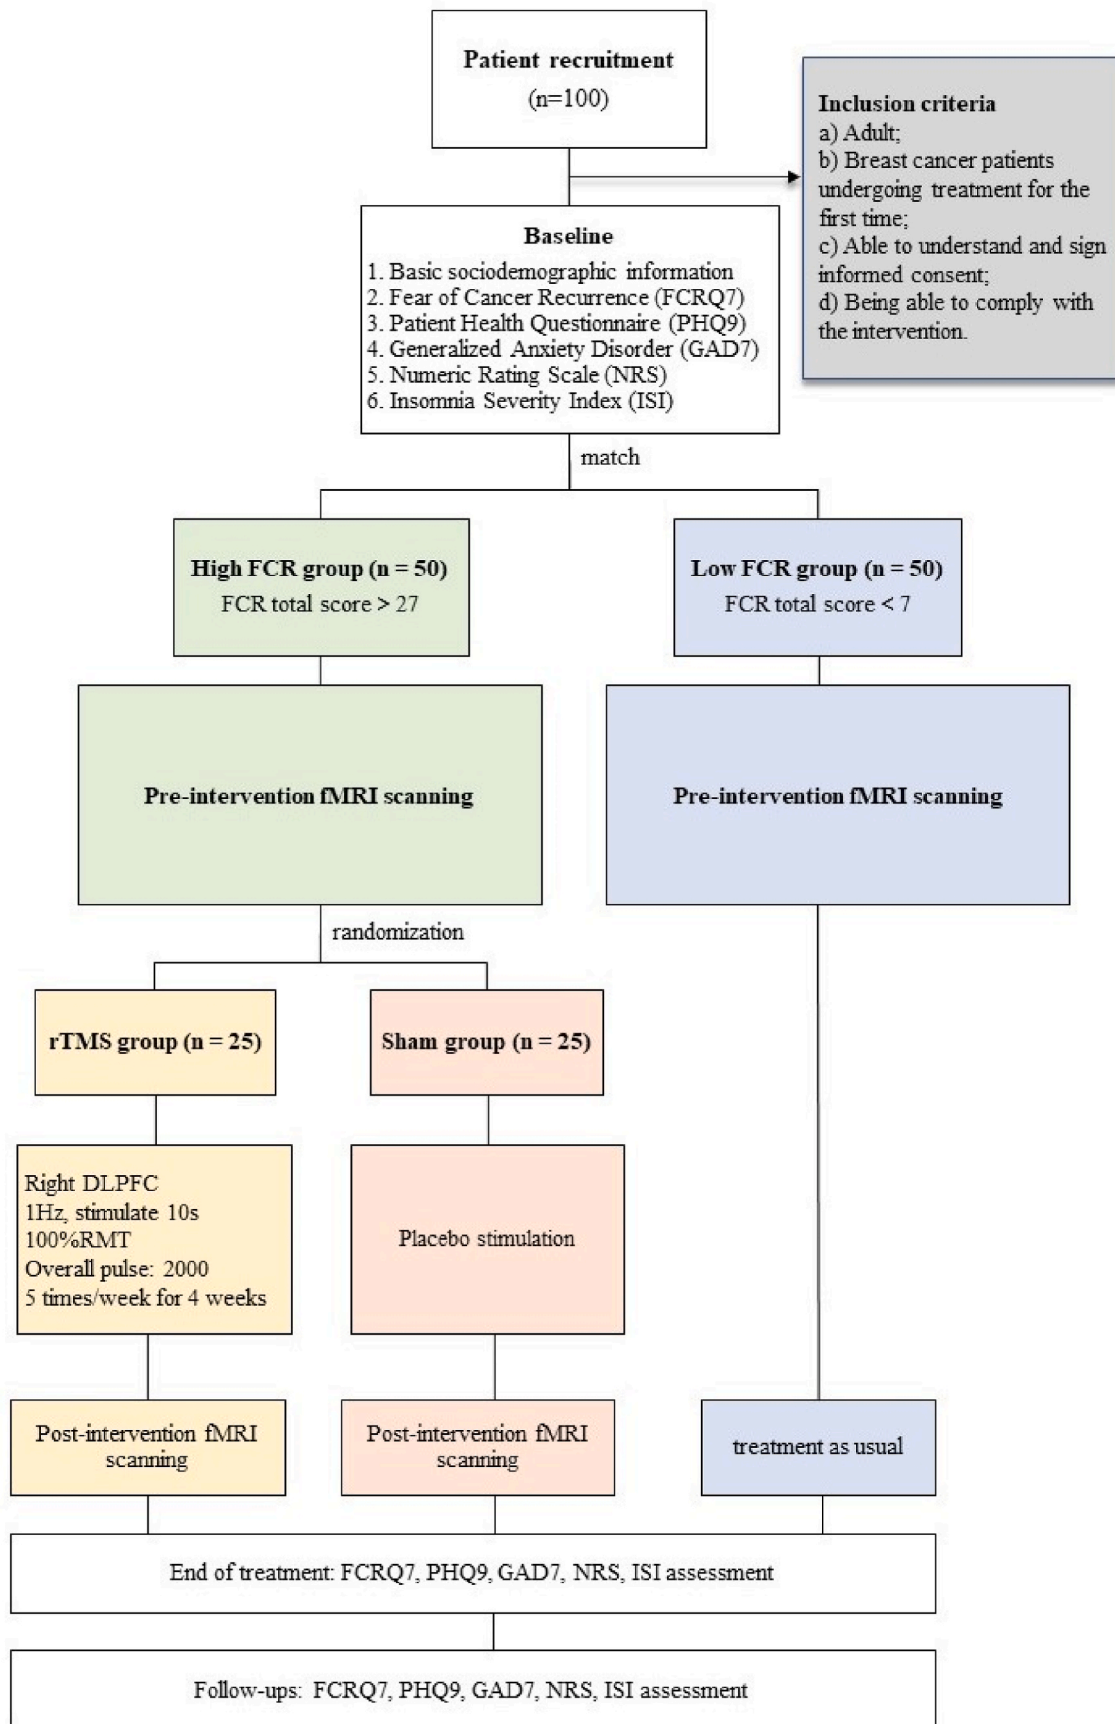 Patient recruitment
(n=100)
Inclusion criteria
a) Adult;
b) Breast cancer patients
undergoing treatment for the
first time;
c) Able to understand and sign
informed consent;
d) Being able to comply with
the intervention.
Baseline
1. Basic sociodemographic information
2. Fear of Cancer Recurrence (FCRQ7)
3. Patient Health Questionnaire (PHQ9)
4. Generalized Anxiety Disorder (GAD7)
5. Numeric Rating Scale (NRS)
6. Insomnia Severity Index (ISI)
match
High FCR group (n = 50)
FCR total score > 27
Low FCR group (n = 50)
FCR total score < 7
Pre-intervention fMRI scanning
Pre-intervention fMRI scanning
randomization
rTMS group (n = 25)
Sham group (n = 25)
Right DLPFC
1Hz, stimulate 10s
100%RMT
Overall pulse: 2000
5 times/week for 4 weeks
Placebo stimulation
Post-intervention fMRI
scanning
Post-intervention fMRI
scanning
treatment as usual
End of treatment: FCRQ7, PHQ9, GAD7, NRS, ISI assessment
Follow-ups: FCRQ7, PHQ9, GAD7, NRS, ISI assessment